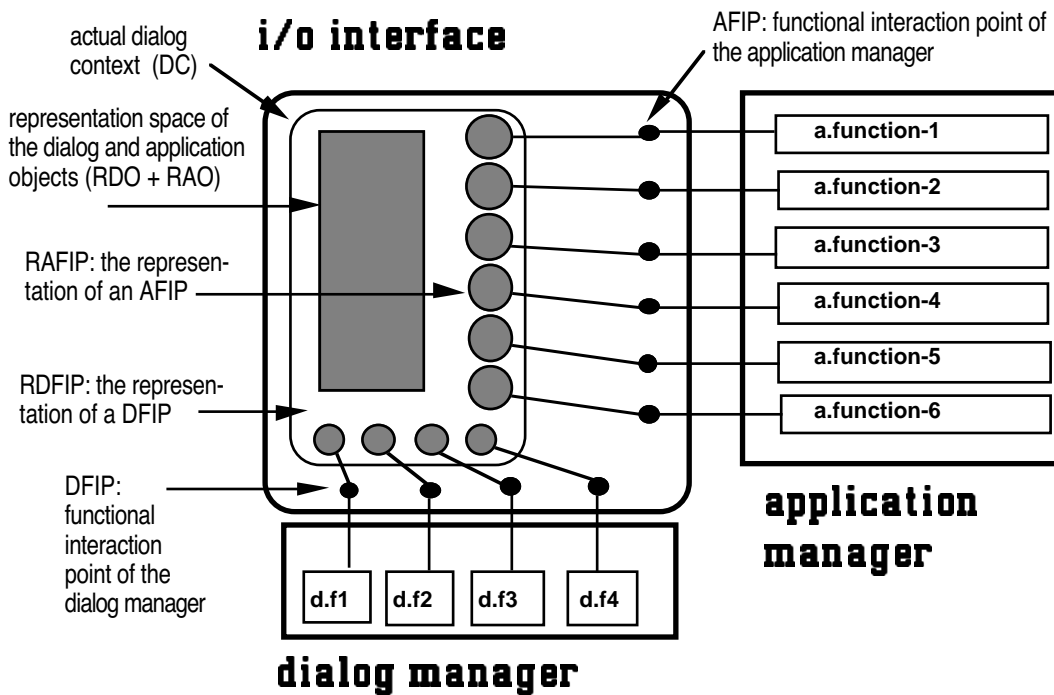 i/o interface
actual dialog
context (DC)
AFIP: functional interaction point of
the application manager
representation space of
the dialog and application
objects (RDO + RAO)
RAFIP: the represen-
tation of an AFIP
RDFIP: the represen-
tation of a DFIP
DFIP:
functional
interaction
point of the
dialog manager
a.function-1
a.function-2
a.function-3
a.function-4
a.function-5
a.function-6
application
manager
d.f1
d.f2
d.f3
d.f4
dialog manager